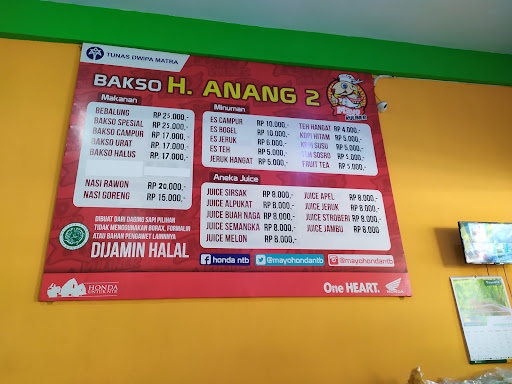 TUNAS DWIPA MATRA
BAKSO H. ANANG 2
MAYO
KULINER
Makanan
BEBALUNG RP 25.000,-
BAKSO SPESIAL RP 25.000,-
BAKSO CAMPUR RP 17.000,-
BAKSO URAT RP 17.000,-
BAKSO HALUS RP 17.000,-
NASI RAWON RP 20.000,-
NASI GORENG RP 15.000,-
Minuman
ES CAMPUR RP 10.000,-
ES BOGEL RP 10.000,-
ES JERUK RP 6.000,-
ES TEH RP 5.000,-
JERUK HANGAT RP 5.000,-
TEH HANGAT RP 4.000,-
KOPI HITAM RP 5.000,-
KOPI SUSU RP 5.000,-
TEH SOSRO RP 5.000,-
FRUIT TEA RP 5.000,-
Aneka Juice
JUICE SIRSAK RP 8.000,-
JUICE ALPUKAT RP 8.000,-
JUICE BUAH NAGA RP 8.000,-
JUICE SEMANGKA RP 8.000,-
JUICE MELON RP 8.000,-
JUICE APEL RP 8.000,-
JUICE JERUK RP 8.000,-
JUICE STROBERI RP 8.000,-
JUICE JAMBU RP 8.000,-
DIBUAT DARI DAGING SAPI PILIHAN
TIDAK MENGGUNAKAN BORAX, FORMALIN
ATAU BAHAN PENGAWET LAINNYA
DIJAMIN HALAL
honda ntb
@mayohondantb
@mayohondantb
HONDA
One HEART.
HONDA